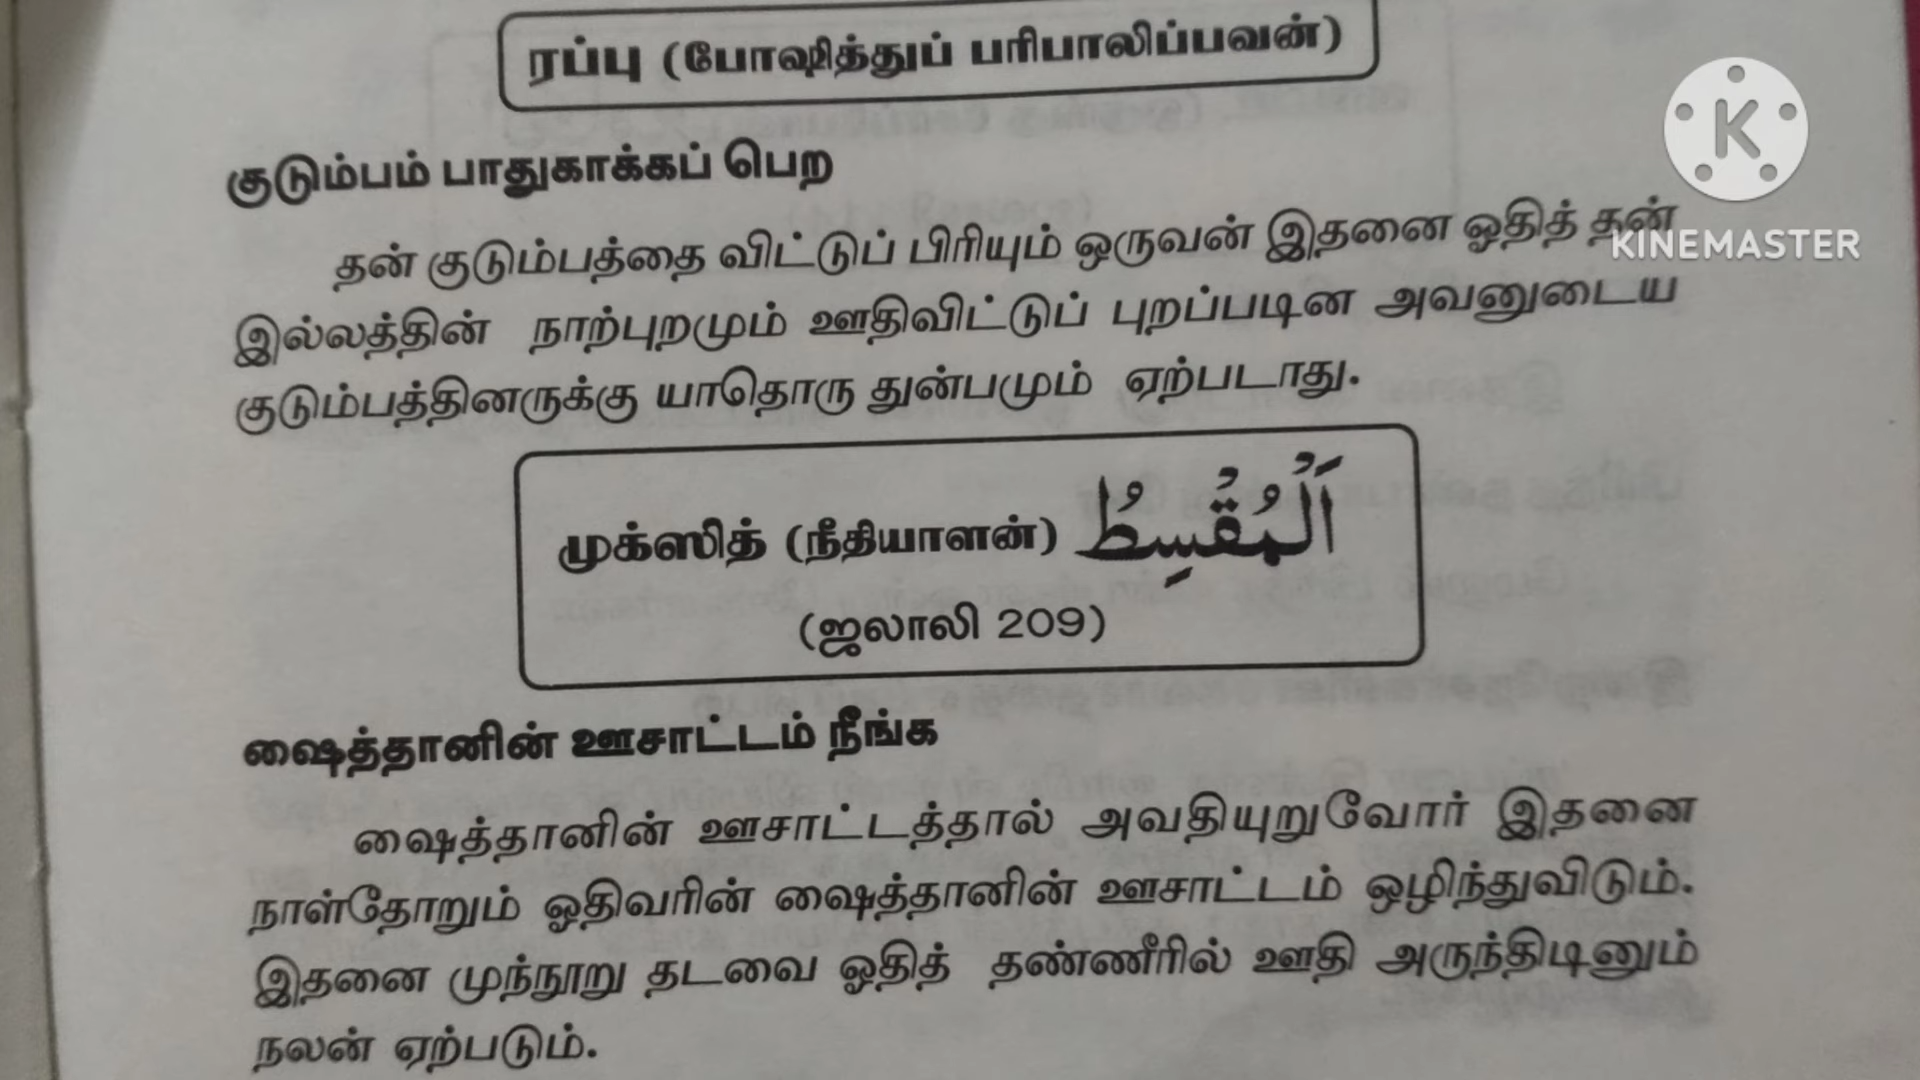 ரப்பு (போஷித்துப் பரிபாலிப்பவன்)
குடும்பம் பாதுகாக்கப் பெற
தன் குடும்பத்தை விட்டுப் பிரியும் ஒருவன் இதனை ஓதித் தன்
இல்லத்தின் நாற்புறமும் ஊதிவிட்டுப் புறப்படின அவனுடைய
குடும்பத்தினருக்கு யாதொரு துன்பமும் ஏற்படாது.
முக்ஸித் (நீதியாளன்) اَلْمُقْسِطُ
(ஜலாலி 209)
ஷைத்தானின் ஊசாட்டம் நீங்க
ஷைத்தானின் ஊசாட்டத்தால் அவதியுறுவோர் இதனை
நாள்தோறும் ஓதிவரின் ஷைத்தானின் ஊசாட்டம் ஒழிந்துவிடும்.
இதனை முந்நூறு தடவை ஓதித் தண்ணீரில் ஊதி அருந்திடினும்
நலன் ஏற்படும்.
K
KINEMASTER